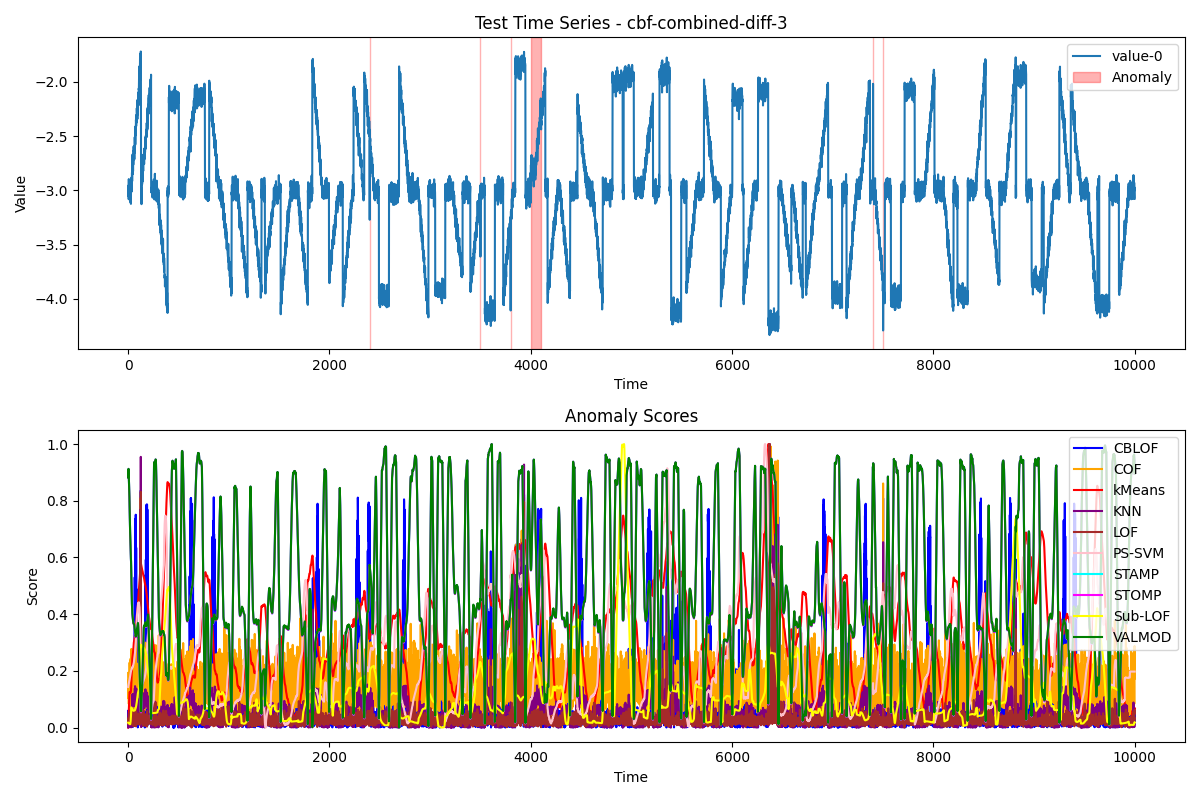 Test Time Series - cbf-combined-diff-3
value-0
Anomaly
Value
−2.0
−2.5
−3.0
−3.5
−4.0
0
2000
4000
6000
8000
10000
Time
Anomaly Scores
CBLOF
COF
kMeans
KNN
LOF
PS-SVM
STAMP
STOMP
Sub-LOF
VALMOD
Score
1.0
0.8
0.6
0.4
0.2
0.0
0
2000
4000
6000
8000
10000
Time